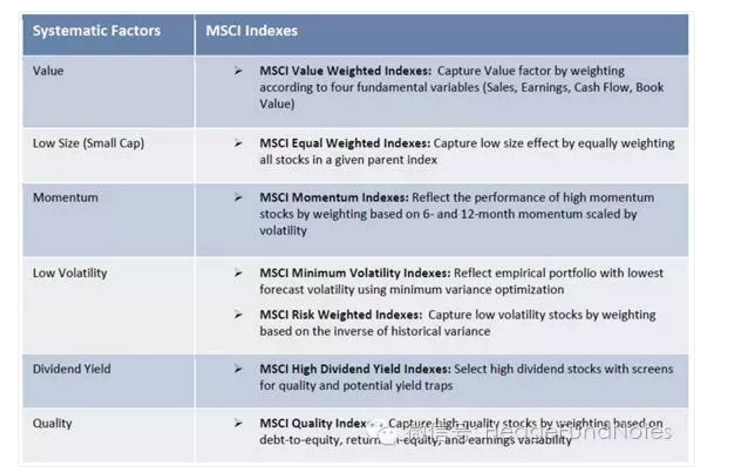 Systematic Factors MSCI Indexes
Value ➢ MSCI Value Weighted Indexes: Capture Value factor by weighting
according to four fundamental variables (Sales, Earnings, Cash Flow, Book
Value)
Low Size (Small Cap) ➢ MSCI Equal Weighted Indexes: Capture low size effect by equally weighting
all stocks in a given parent index
Momentum ➢ MSCI Momentum Indexes: Reflect the performance of high momentum
stocks by weighting based on 6- and 12-month momentum scaled by
volatility
Low Volatility ➢ MSCI Minimum Volatility Indexes: Reflect empirical portfolio with lowest
forecast volatility using minimum variance optimization
➢ MSCI Risk Weighted Indexes: Capture low volatility stocks by weighting
based on the inverse of historical variance
Dividend Yield ➢ MSCI High Dividend Yield Indexes: Select high dividend stocks with screens
for quality and potential yield traps
Quality ➢ MSCI Quality Capture high quality stocks by weighting based on
debt-to-equity, and earnings variability
微信号: HedgeFundNotes